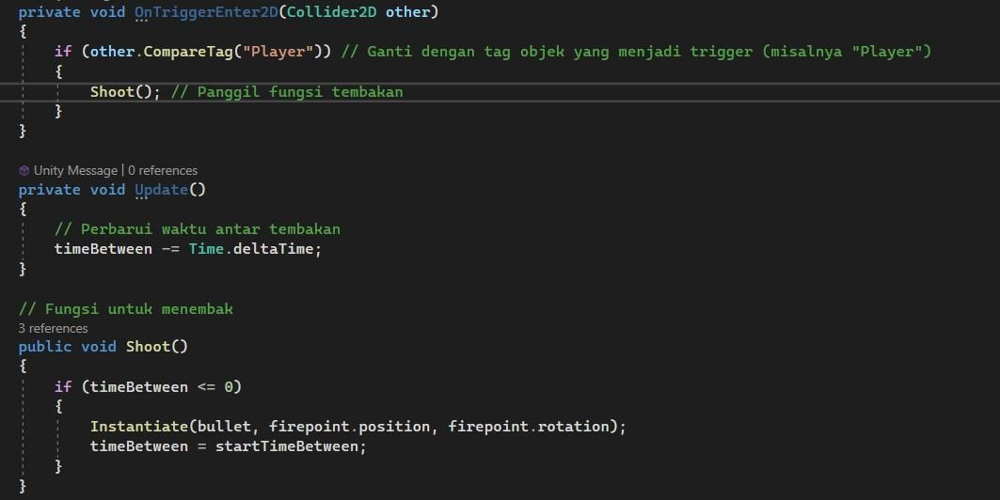 private void OnTriggerEnter2D(Collider2D other)
{
if (other.CompareTag("Player")) // Ganti dengan tag objek yang menjadi trigger (misalnya "Player")
{
Shoot(); // Panggil fungsi tembakan
}
}
Unity Message | 0 references
private void Update()
{
// Perbarui waktu antar tembakan
timeBetween -= Time.deltaTime;
}
// Fungsi untuk menembak
3 references
public void Shoot()
{
if (timeBetween <= 0)
{
Instantiate(bullet, firepoint.position, firepoint.rotation);
timeBetween = startTimeBetween;
}
}